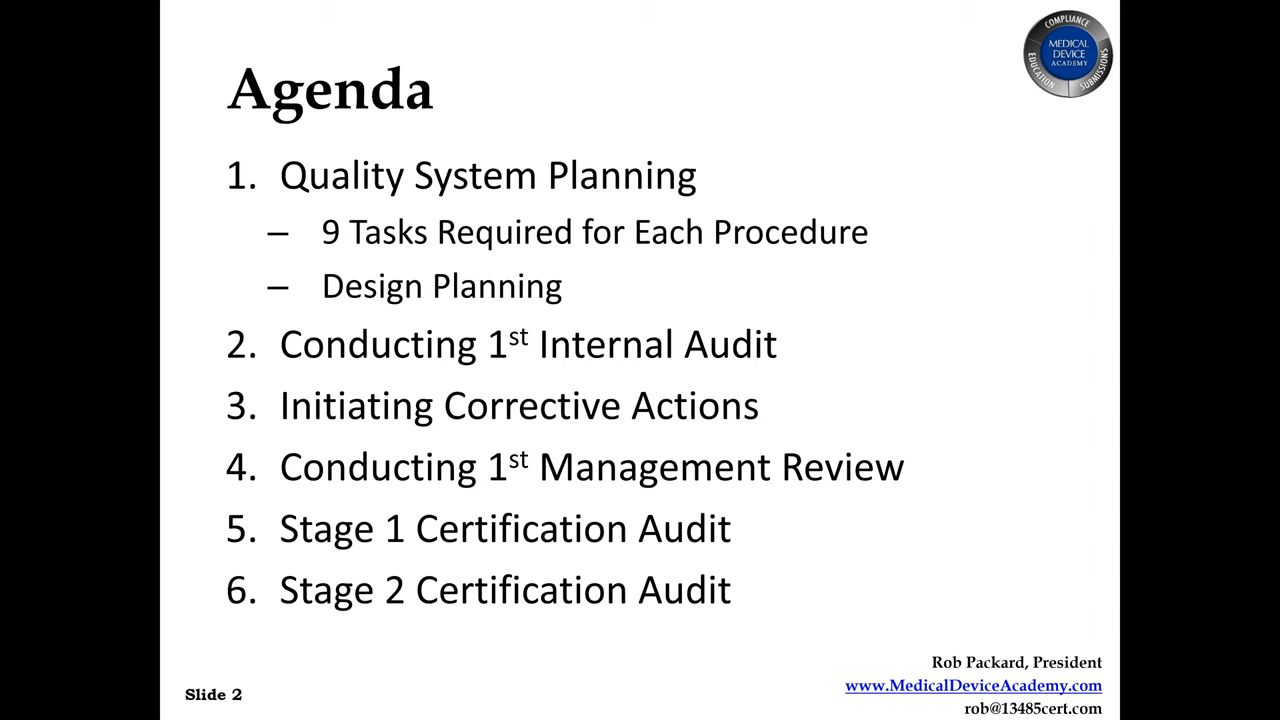 COMPLIANCE
MEDICAL
DEVICE
ACADEMY
EDUCATION
SUBMISSIONS
Agenda
1. Quality System Planning
– 9 Tasks Required for Each Procedure
– Design Planning
2. Conducting 1st Internal Audit
3. Initiating Corrective Actions
4. Conducting 1st Management Review
5. Stage 1 Certification Audit
6. Stage 2 Certification Audit
Rob Packard, President
www.MedicalDeviceAcademy.com
rob@13485cert.com
Slide 2